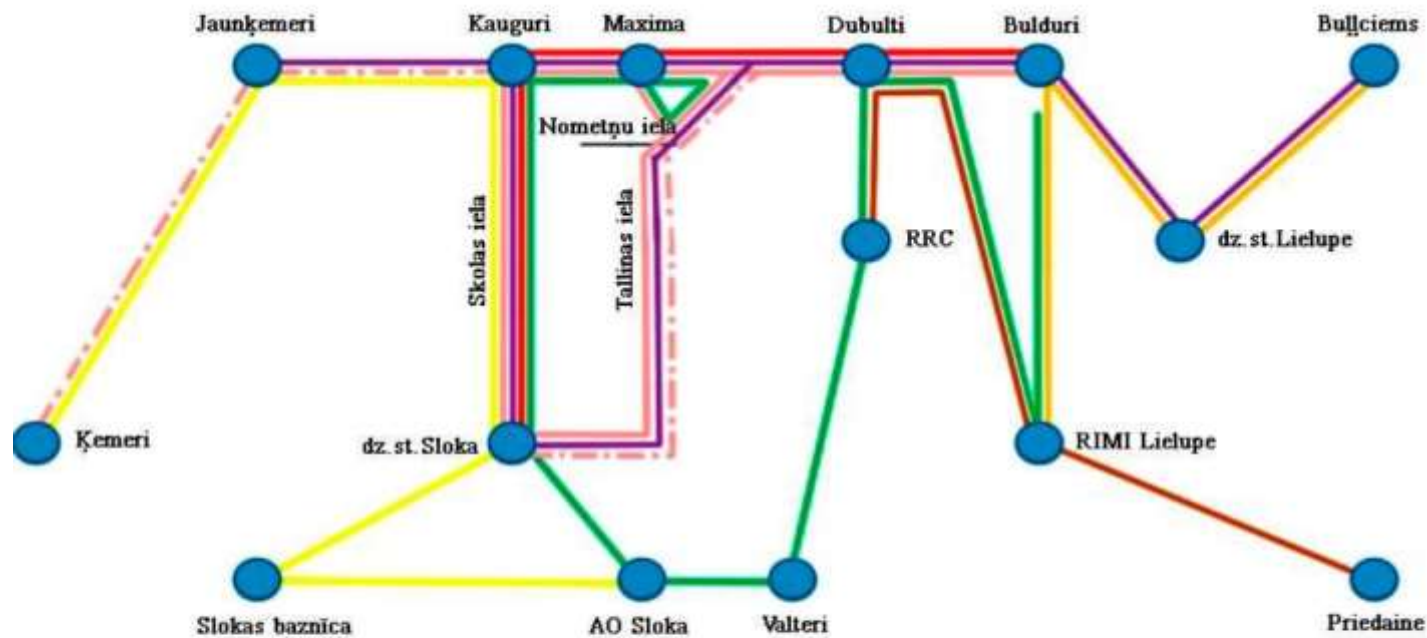 Jaunķemeri
Kauguri
Maxima
Dubulti
Bulduri
Buļļciems
Nometņu iela
Skolas iela
Tallinas iela
RRC
dz.st.Lielupe
Ķemeri
dz.st.Sloka
RIMI Lielupe
Slokas baznīca
AO Sloka
Valteri
Priedaine